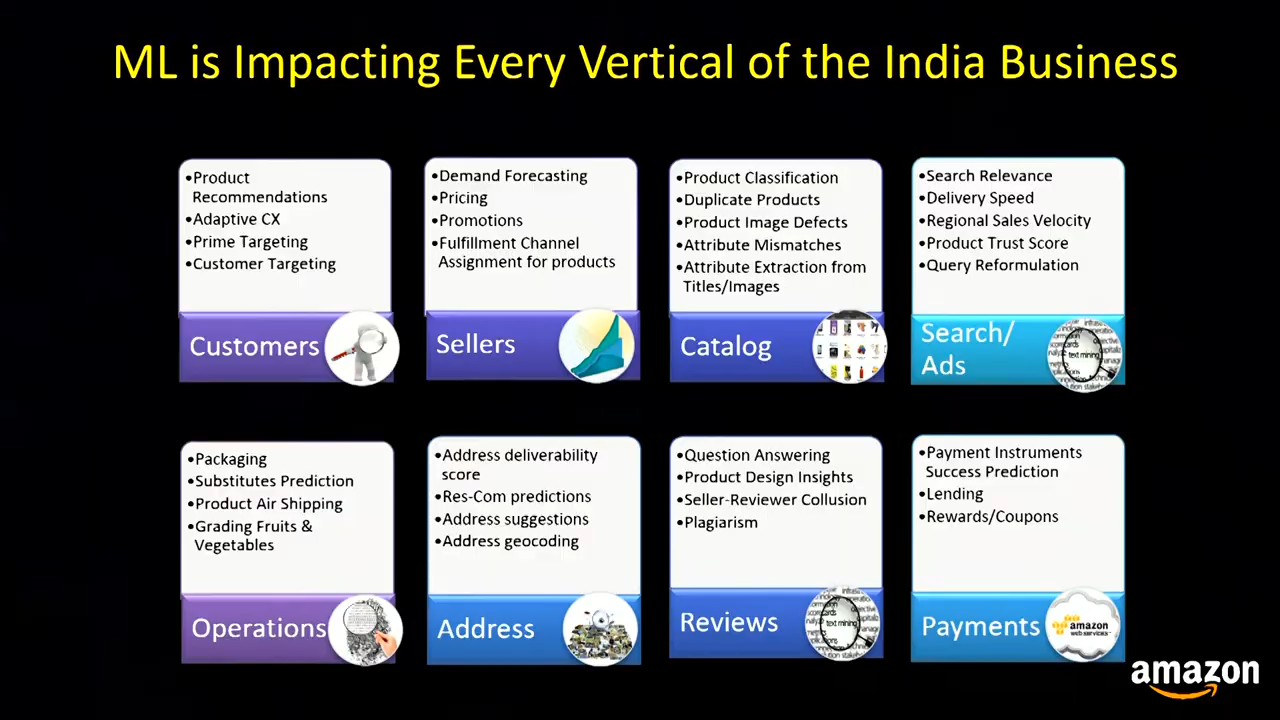 ML is Impacting Every Vertical of the India Business
•Product
Recommendations
•Adaptive CX
•Prime Targeting
•Customer Targeting
Customers
•Demand Forecasting
•Pricing
•Promotions
•Fulfillment Channel
Assignment for products
Sellers
•Product Classification
•Duplicate Products
•Product Image Defects
•Attribute Mismatches
•Attribute Extraction from
Titles/Images
Catalog
•Search Relevance
•Delivery Speed
•Regional Sales Velocity
•Product Trust Score
•Query Reformulation
Search/
Ads
text mining
•Packaging
•Substitutes Prediction
•Product Air Shipping
•Grading Fruits &
Vegetables
Operations
•Address deliverability
score
•Res-Com predictions
•Address suggestions
•Address geocoding
Address
•Question Answering
•Product Design Insights
•Seller-Reviewer Collusion
•Plagiarism
Reviews
text mining
•Payment Instruments
Success Prediction
•Lending
•Rewards/Coupons
Payments
amazon
web services
amazon